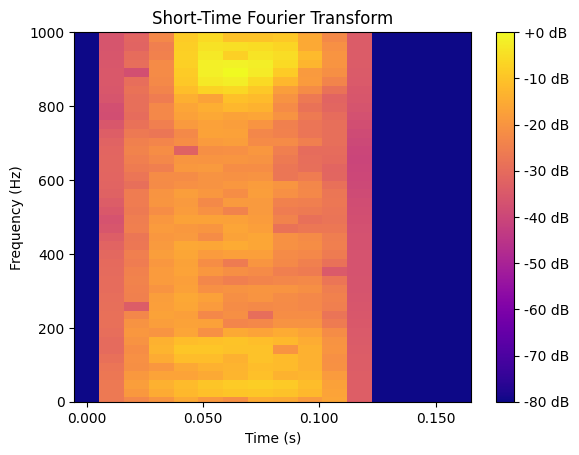 Short-Time Fourier Transform
1000
800
600
400
200
0
Frequency (Hz)
0.000
0.050
0.100
0.150
Time (s)
+0 dB
-10 dB
-20 dB
-30 dB
-40 dB
-50 dB
-60 dB
-70 dB
-80 dB